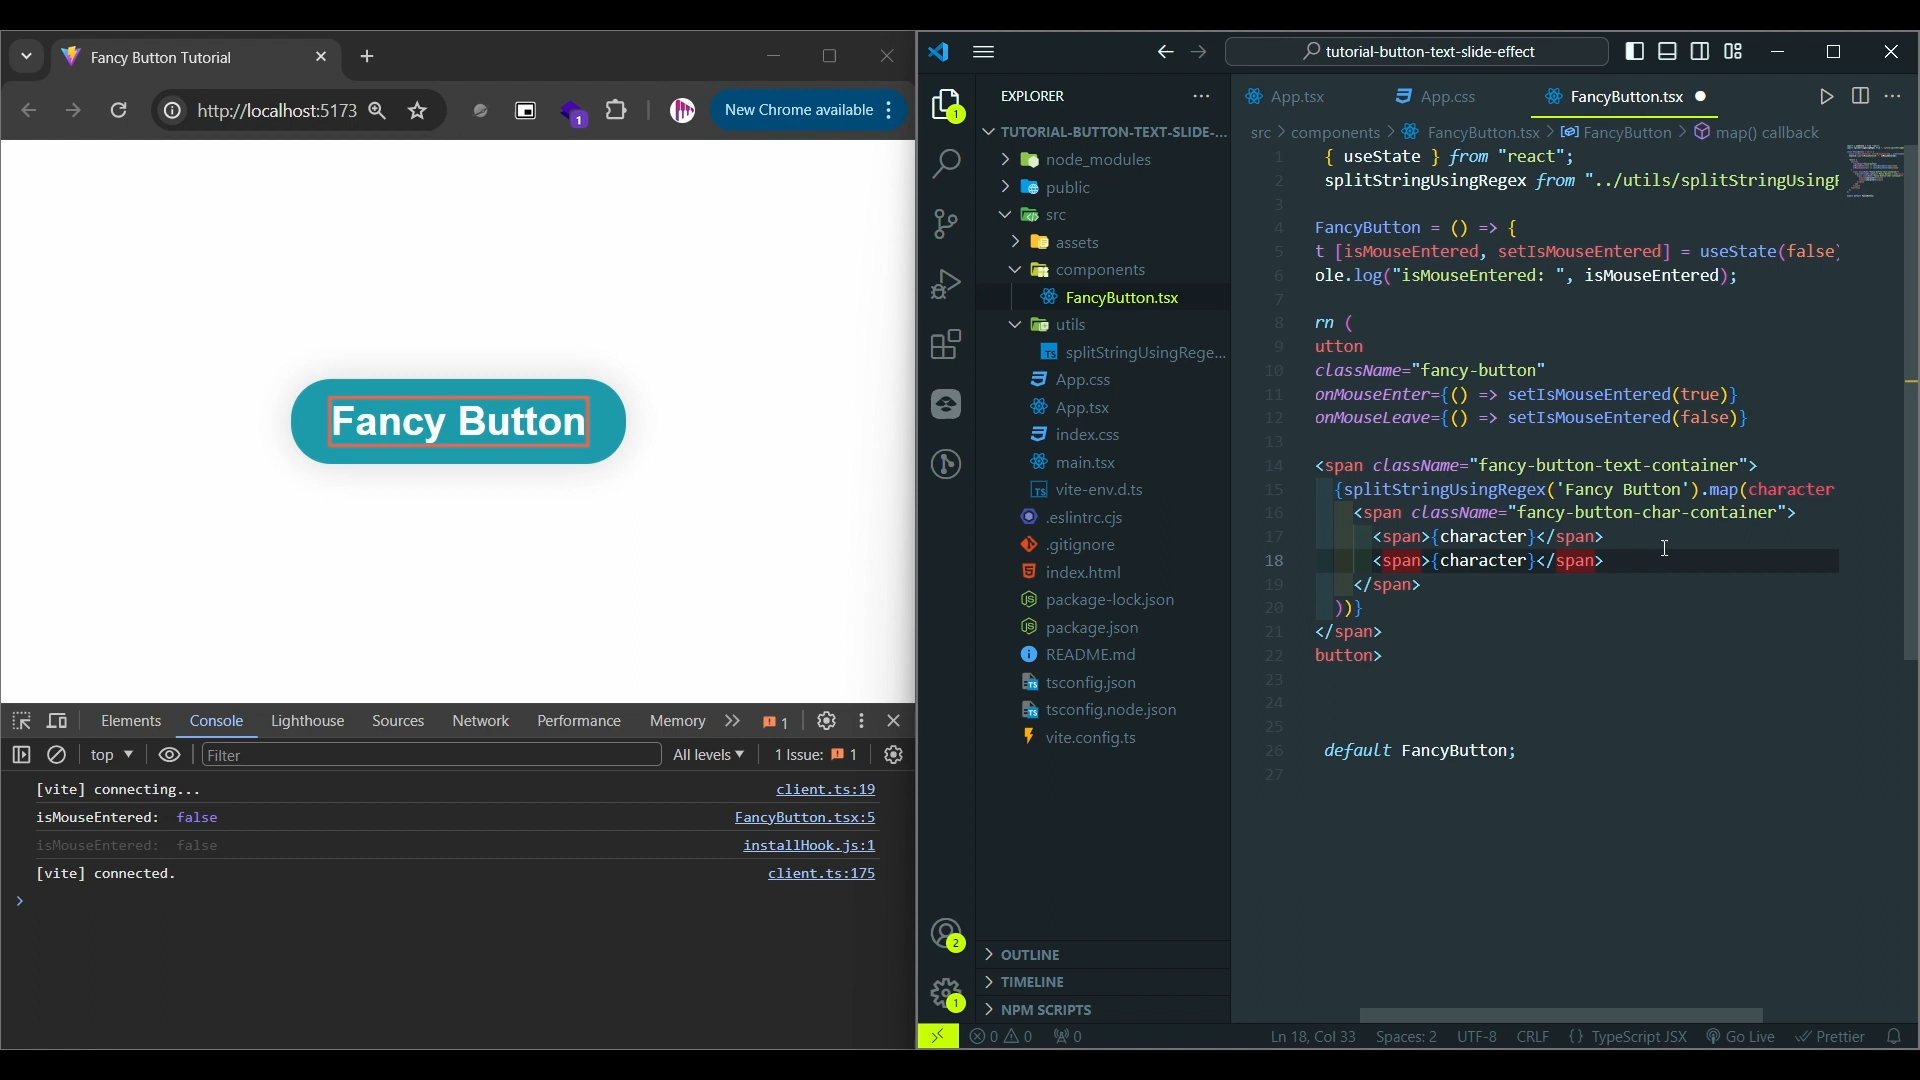 Fancy Button Tutorial
http://localhost:5173
1
New Chrome available
Fancy Button
Elements
Console
Lighthouse
Sources
Network
Performance
Memory
1
top
Filter
All levels
1 Issue:
1
[vite] connecting...
client.ts:19
isMouseEntered: false
FancyButton.tsx:5
isMouseEntered: false
installHook.js:1
[vite] connected.
client.ts:175
tutorial-button-text-slide-effect
1
EXPLORER
TUTORIAL-BUTTON-TEXT-SLIDE-...
node_modules
public
src
assets
components
FancyButton.tsx
utils
splitStringUsingRege...
App.css
App.tsx
index.css
main.tsx
vite-env.d.ts
.eslintrc.cjs
.gitignore
index.html
package-lock.json
package.json
README.md
tsconfig.json
tsconfig.node.json
vite.config.ts
OUTLINE
TIMELINE
NPM SCRIPTS
2
1
App.tsx
App.css
FancyButton.tsx
src > components > FancyButton.tsx > FancyButton > map() callback
1 { useState } from "react";
2 splitStringUsingRegex from "../utils/splitStringUsingR
3
4 FancyButton = () => {
5 t [isMouseEntered, setIsMouseEntered] = useState(false)
6 ole.log("isMouseEntered: ", isMouseEntered);
7
8 rn (
9 utton
10 className="fancy-button"
11 onMouseEnter={() => setIsMouseEntered(true)}
12 onMouseLeave={() => setIsMouseEntered(false)}
13
14 <span className="fancy-button-text-container">
15 {splitStringUsingRegex('Fancy Button').map(character
16 <span className="fancy-button-char-container">
17 <span>{character}</span>
18 <span>{character}</span>
19 </span>
20 ))}
21 </span>
22 button>
23
24
25
26 default FancyButton;
27
0 0
0
Ln 18, Col 33
Spaces: 2
UTF-8
CRLF
{} TypeScript JSX
Go Live
Prettier